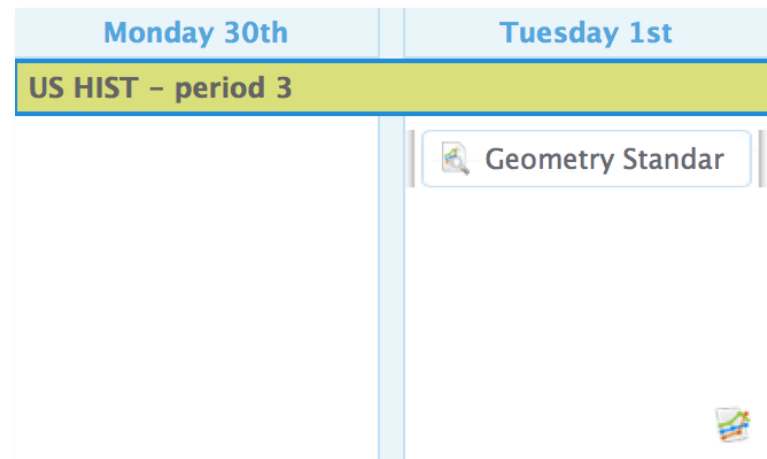 Monday 30th
Tuesday 1st
US HIST – period 3
Geometry Standar